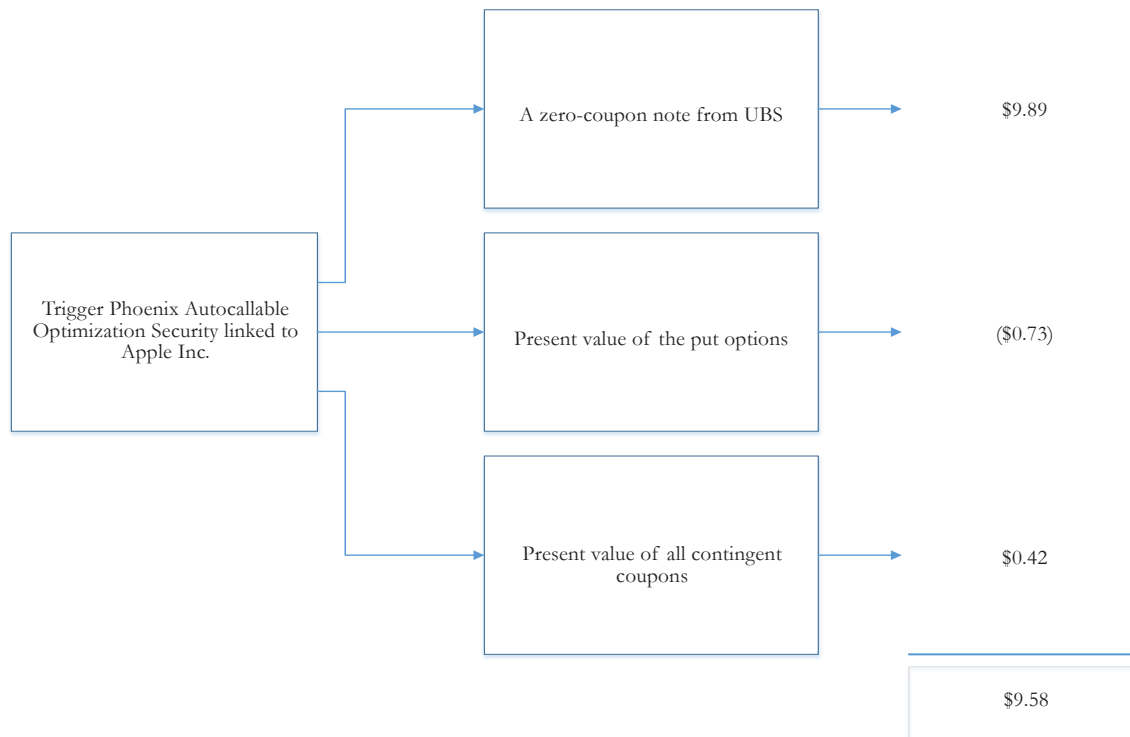 A zero-coupon note from UBS
$9.89
Trigger Phoenix Autocallable
Optimization Security linked to
Apple Inc.
Present value of the put options
($0.73)
Present value of all contingent
coupons
$0.42
$9.58